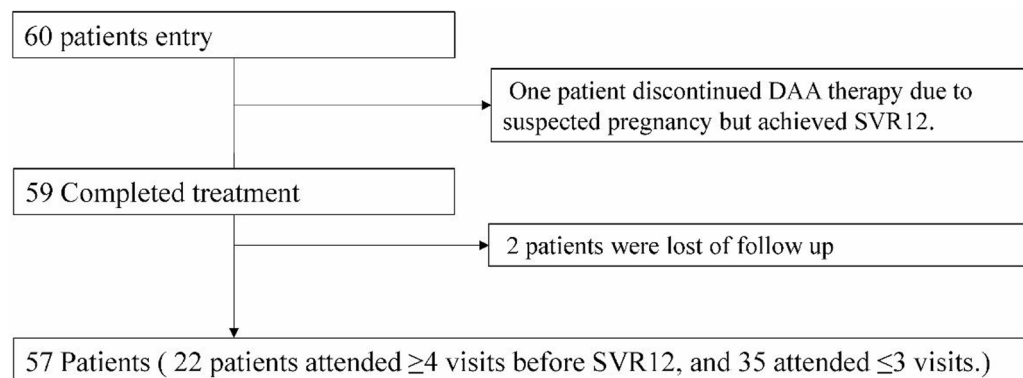 60 patients entry
One patient discontinued DAA therapy due to
suspected pregnancy but achieved SVR12.
59 Completed treatment
2 patients were lost of follow up
57 Patients ( 22 patients attended ≥4 visits before SVR12, and 35 attended ≤3 visits.)